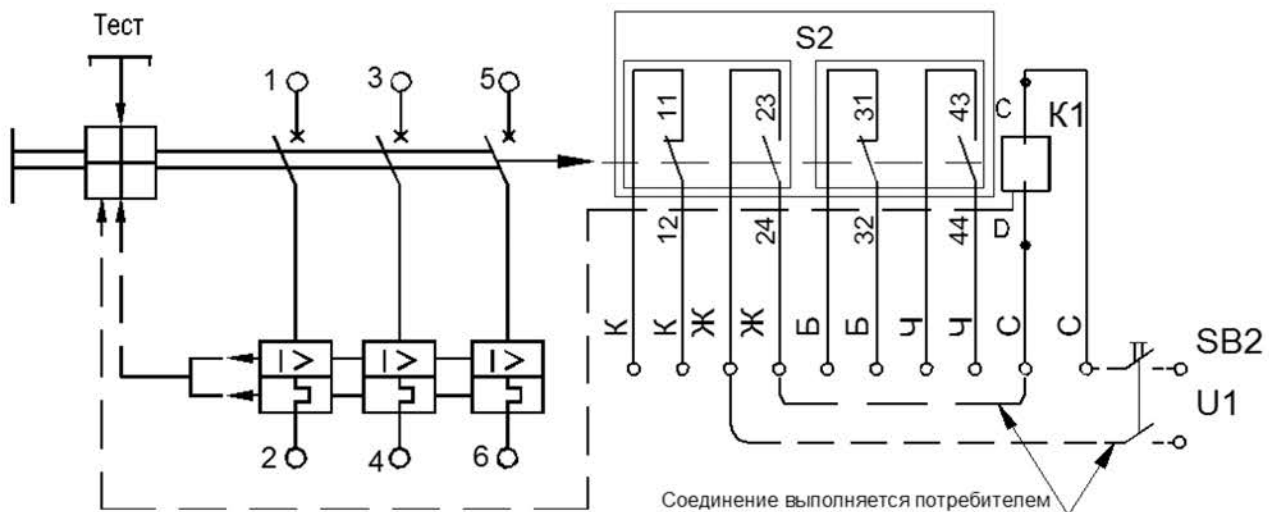 Тест
1
3
5
S2
11
23
31
43
C
K1
12
24
32
44
D
К
К
Ж
Ж
Б
Б
Ч
Ч
С
С
SB2
U1
I>
I>
I>
2
4
6
Соединение выполняется потребителем